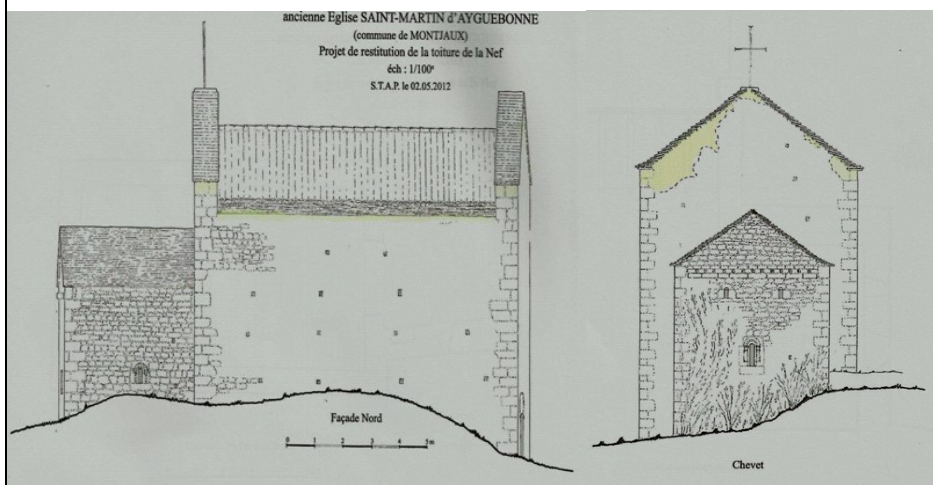 ancienne Eglise SAINT-MARTIN d'AYGUEBONNE
(commune de MONTJAUX)
Projet de restitution de la toiture de la Nef
éch : 1/100e
S.T.A.P. le 02.05.2012
Façade Nord
0 1 2 3 4 5m
Chevet